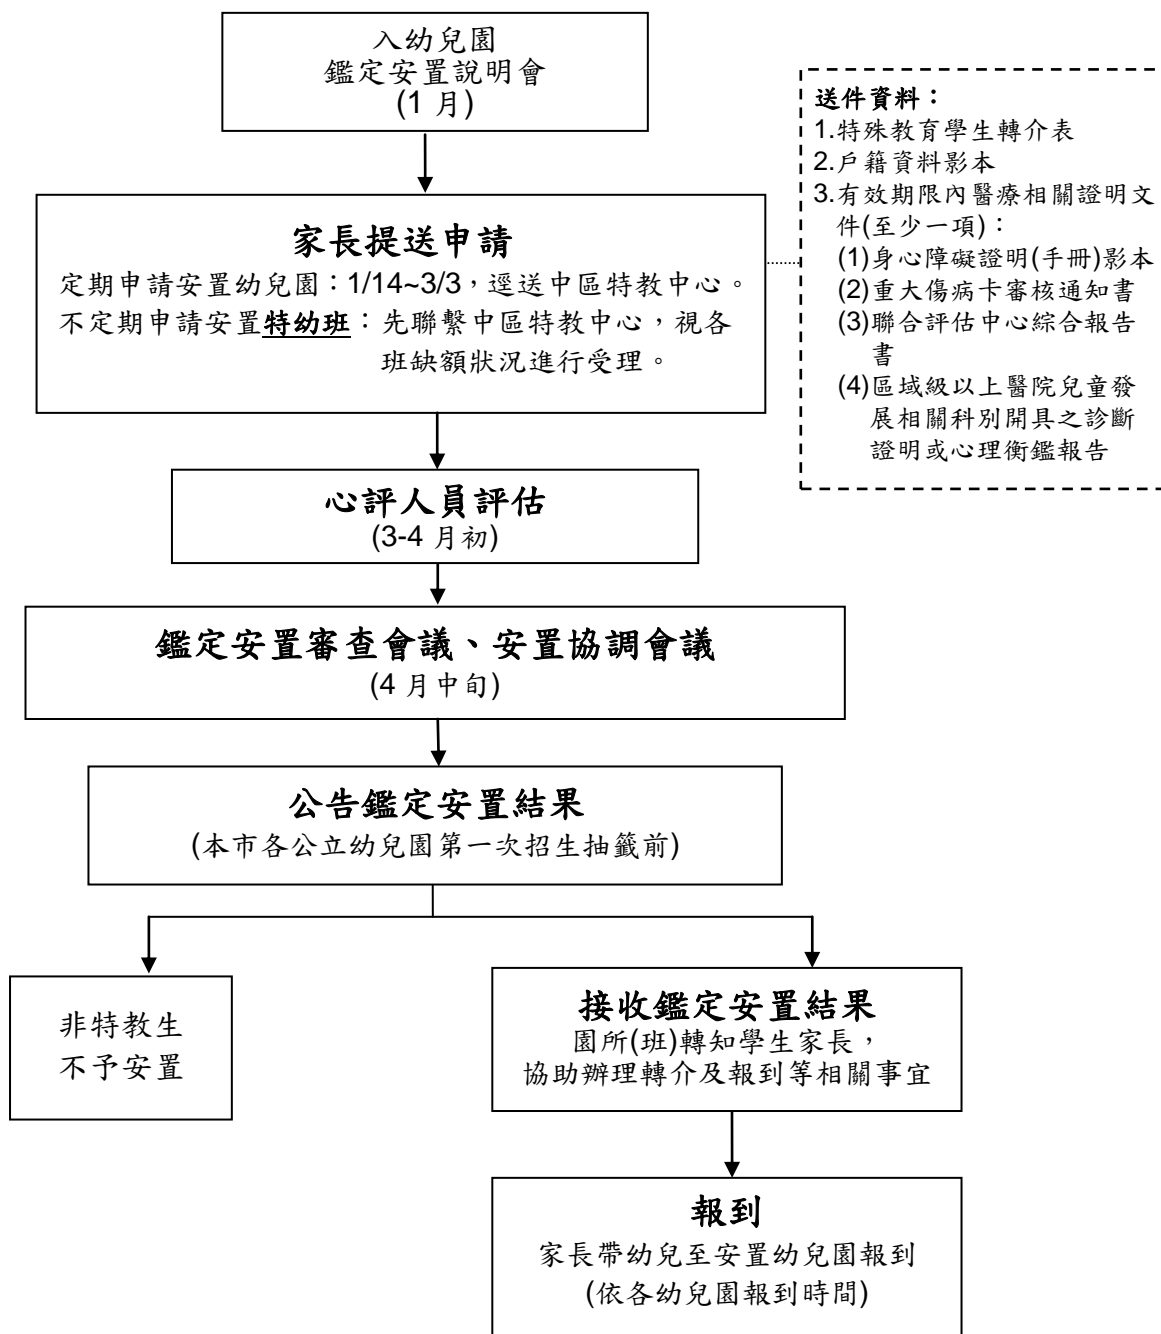 入幼兒園
鑑定安置說明會
(1 月)
送件資料：
1.特殊教育學生轉介表
2.戶籍資料影本
3.有效期限內醫療相關證明文
件(至少一項)：
(1)身心障礙證明(手冊)影本
(2)重大傷病卡審核通知書
(3)聯合評估中心綜合報告
書
(4)區域級以上醫院兒童發
展相關科別開具之診斷
證明或心理衡鑑報告
家長提送申請
定期申請安置幼兒園：1/14~3/3，逕送中區特教中心。
不定期申請安置特幼班：先聯繫中區特教中心，視各
班缺額狀況進行受理。
心評人員評估
(3-4 月初)
鑑定安置審查會議、安置協調會議
(4 月中旬)
公告鑑定安置結果
(本市各公立幼兒園第一次招生抽籤前)
非特教生
不予安置
接收鑑定安置結果
園所(班)轉知學生家長，
協助辦理轉介及報到等相關事宜
報到
家長帶幼兒至安置幼兒園報到
(依各幼兒園報到時間)